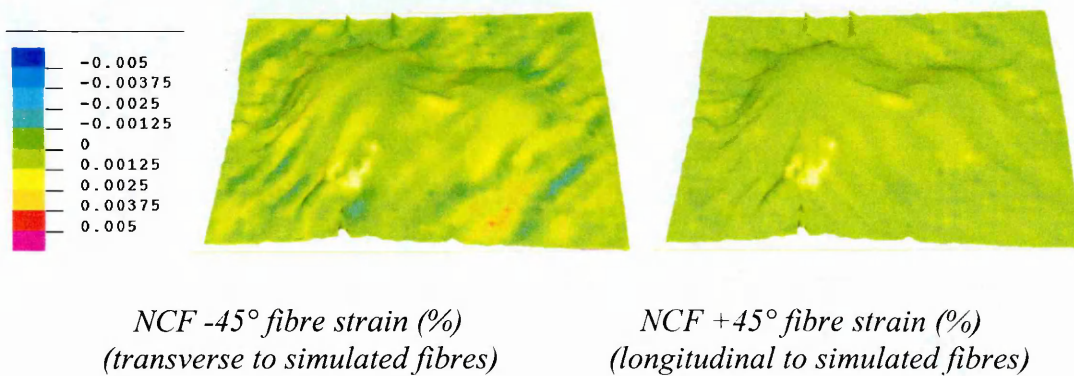 -0.005
-0.00375
-0.0025
-0.00125
0
0.00125
0.0025
0.00375
0.005
NCF -45° fibre strain (%)
(transverse to simulated fibres)
NCF +45° fibre strain (%)
(longitudinal to simulated fibres)